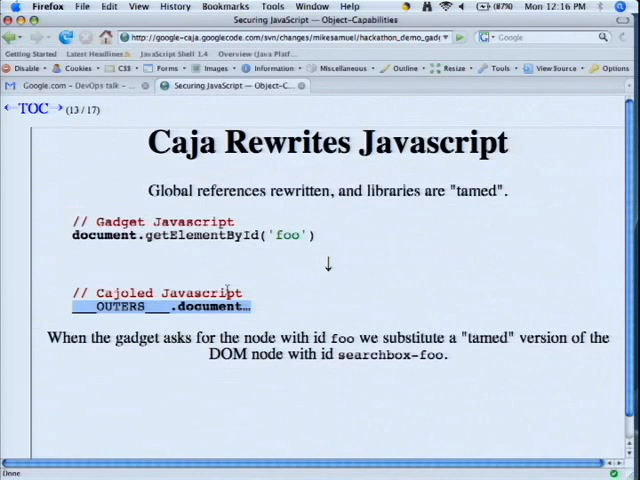 Firefox File Edit View History Bookmarks Tools Window Help (87%) Mon 12:16 PM
Securing JavaScript — Object-Capabilities
http://google-caja.googlecode.com/svn/changes/mikesamuel/hackathon_demo_gadg
Google
Getting Started Latest Headlines JavaScript Shell 1.4 Overview (Java Platf...
Disable Cookies CSS Forms Images Information Miscellaneous Outline Resize Tools View Source Options
Google.com – DevOps talk – ... Securing JavaScript — Object-C...
←TOC→ (13 / 17)
Caja Rewrites Javascript
Global references rewritten, and libraries are "tamed".
// Gadget Javascript
document.getElementById('foo')
↓
// Cajoled Javascript
___OUTERS___.document…
When the gadget asks for the node with id foo we substitute a "tamed" version of the
DOM node with id searchbox-foo.
Done